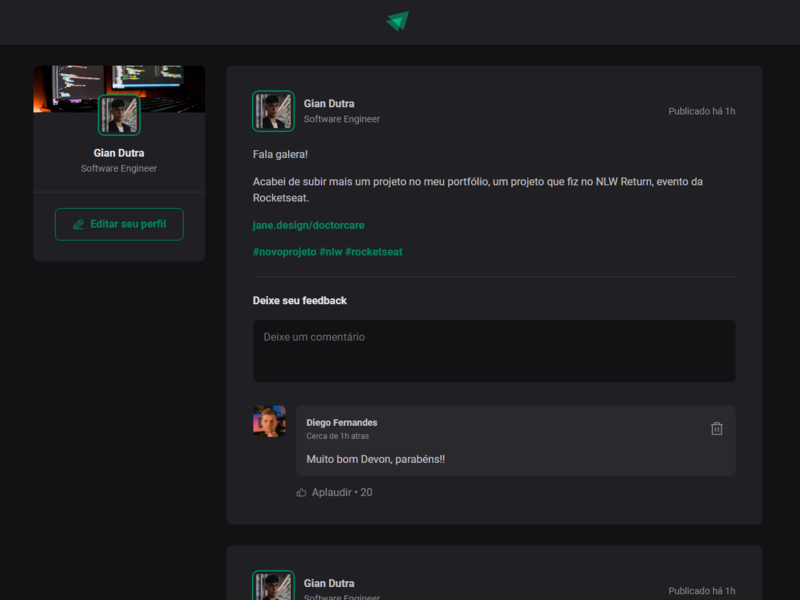 Gian Dutra
Software Engineer
Editar seu perfil
Gian Dutra
Software Engineer
Publicado há 1h
Fala galera!
Acabei de subir mais um projeto no meu portfólio, um projeto que fiz no NLW Return, evento da
Rocketseat.
jane.design/doctorcare
#novoprojeto #nlw #rocketseat
Deixe seu feedback
Deixe um comentário
Diego Fernandes
Cerca de 1h atras
Muito bom Devon, parabéns!!
Aplaudir • 20
Gian Dutra
Software Engineer
Publicado há 1h